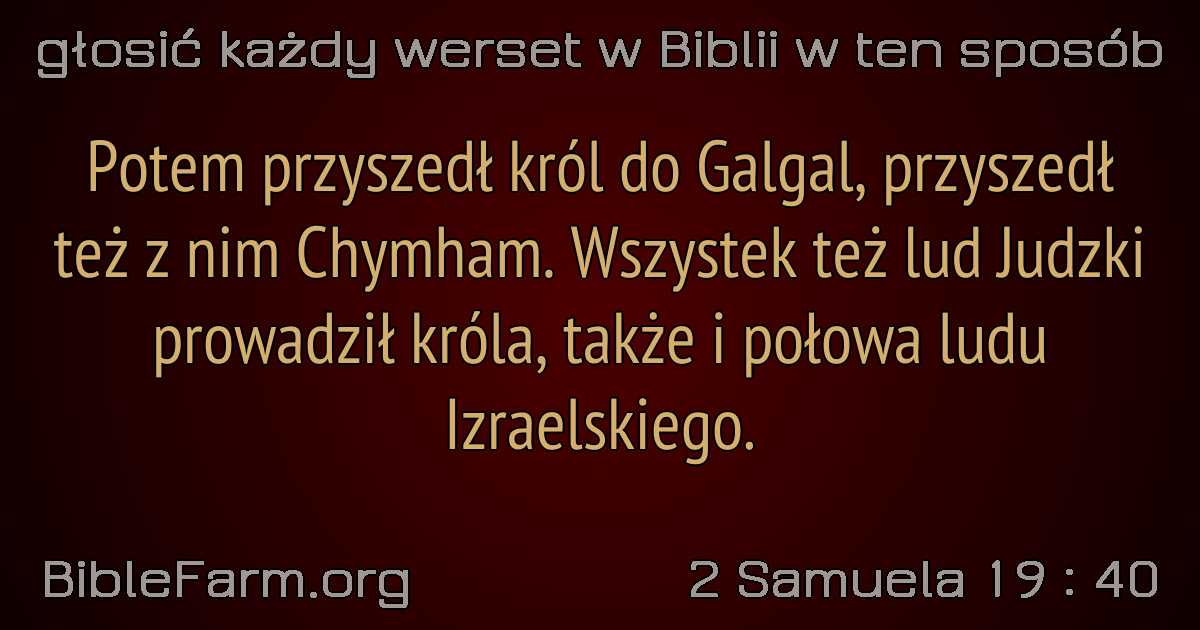 głosić każdy werset w Biblii w ten sposób
Potem przyszedł król do Galgal, przyszedł
też z nim Chymham. Wszystek też lud Judzki
prowadził króla, także i połowa ludu
Izraelskiego.
BibleFarm.org
2 Samuela 19 : 40